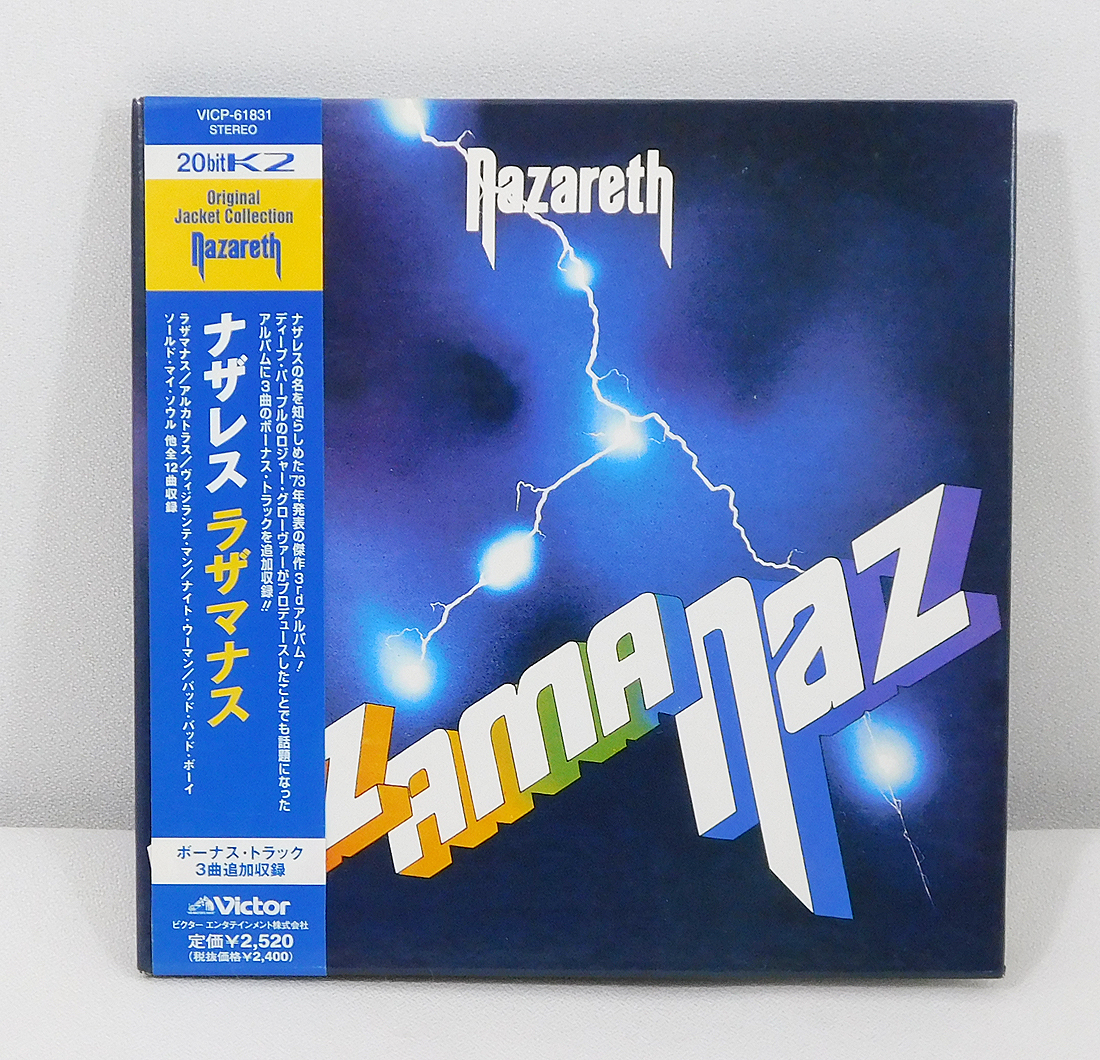 VICP-61831
STEREO
20bitK2
Original
Jacket Collection
Nazareth
ナザレスの名を知らしめた'73年発表の傑作3rdアルバム!
ディープ・パープルのロジャー・グローヴァーがプロデュースしたことでも話題になった
アルバムに3曲のボーナス・トラックを追加収録!!
ナザレス ラザマナス
ラザマナス/アルカトラス/ヴィジランテ・マン/ナイト・ウーマン/バッド・バッド・ボーイ
ソールド・マイ・ソウル 他全12曲収録
ボーナス・トラック
3曲追加収録
Victor
ビクター エンタテインメント株式会社
定価¥2,520
(税抜価格¥2,400)
Nazareth
zamanaz